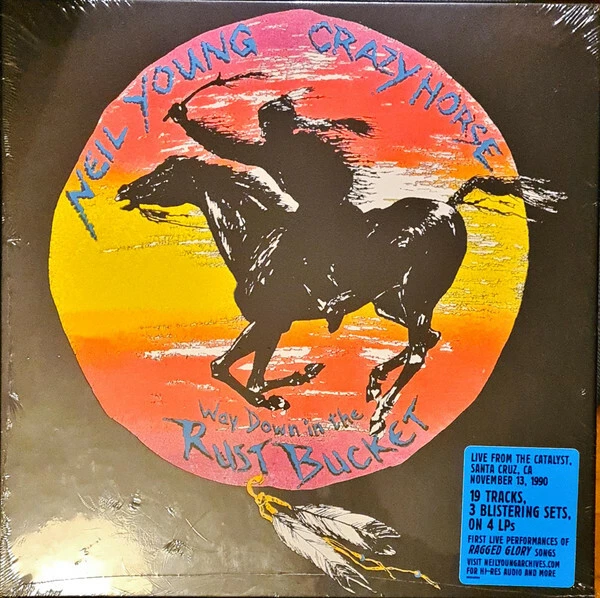 NEIL YOUNG CRAZY HORSE
Way Down in the
RUST BUCKET
LIVE FROM THE CATALYST,
SANTA CRUZ, CA
NOVEMBER 13, 1990
19 TRACKS,
3 BLISTERING SETS,
ON 4 LPs
FIRST LIVE PERFORMANCES OF
RAGGED GLORY SONGS
VISIT NEILYOUNGARCHIVES.COM
FOR HI-RES AUDIO AND MORE